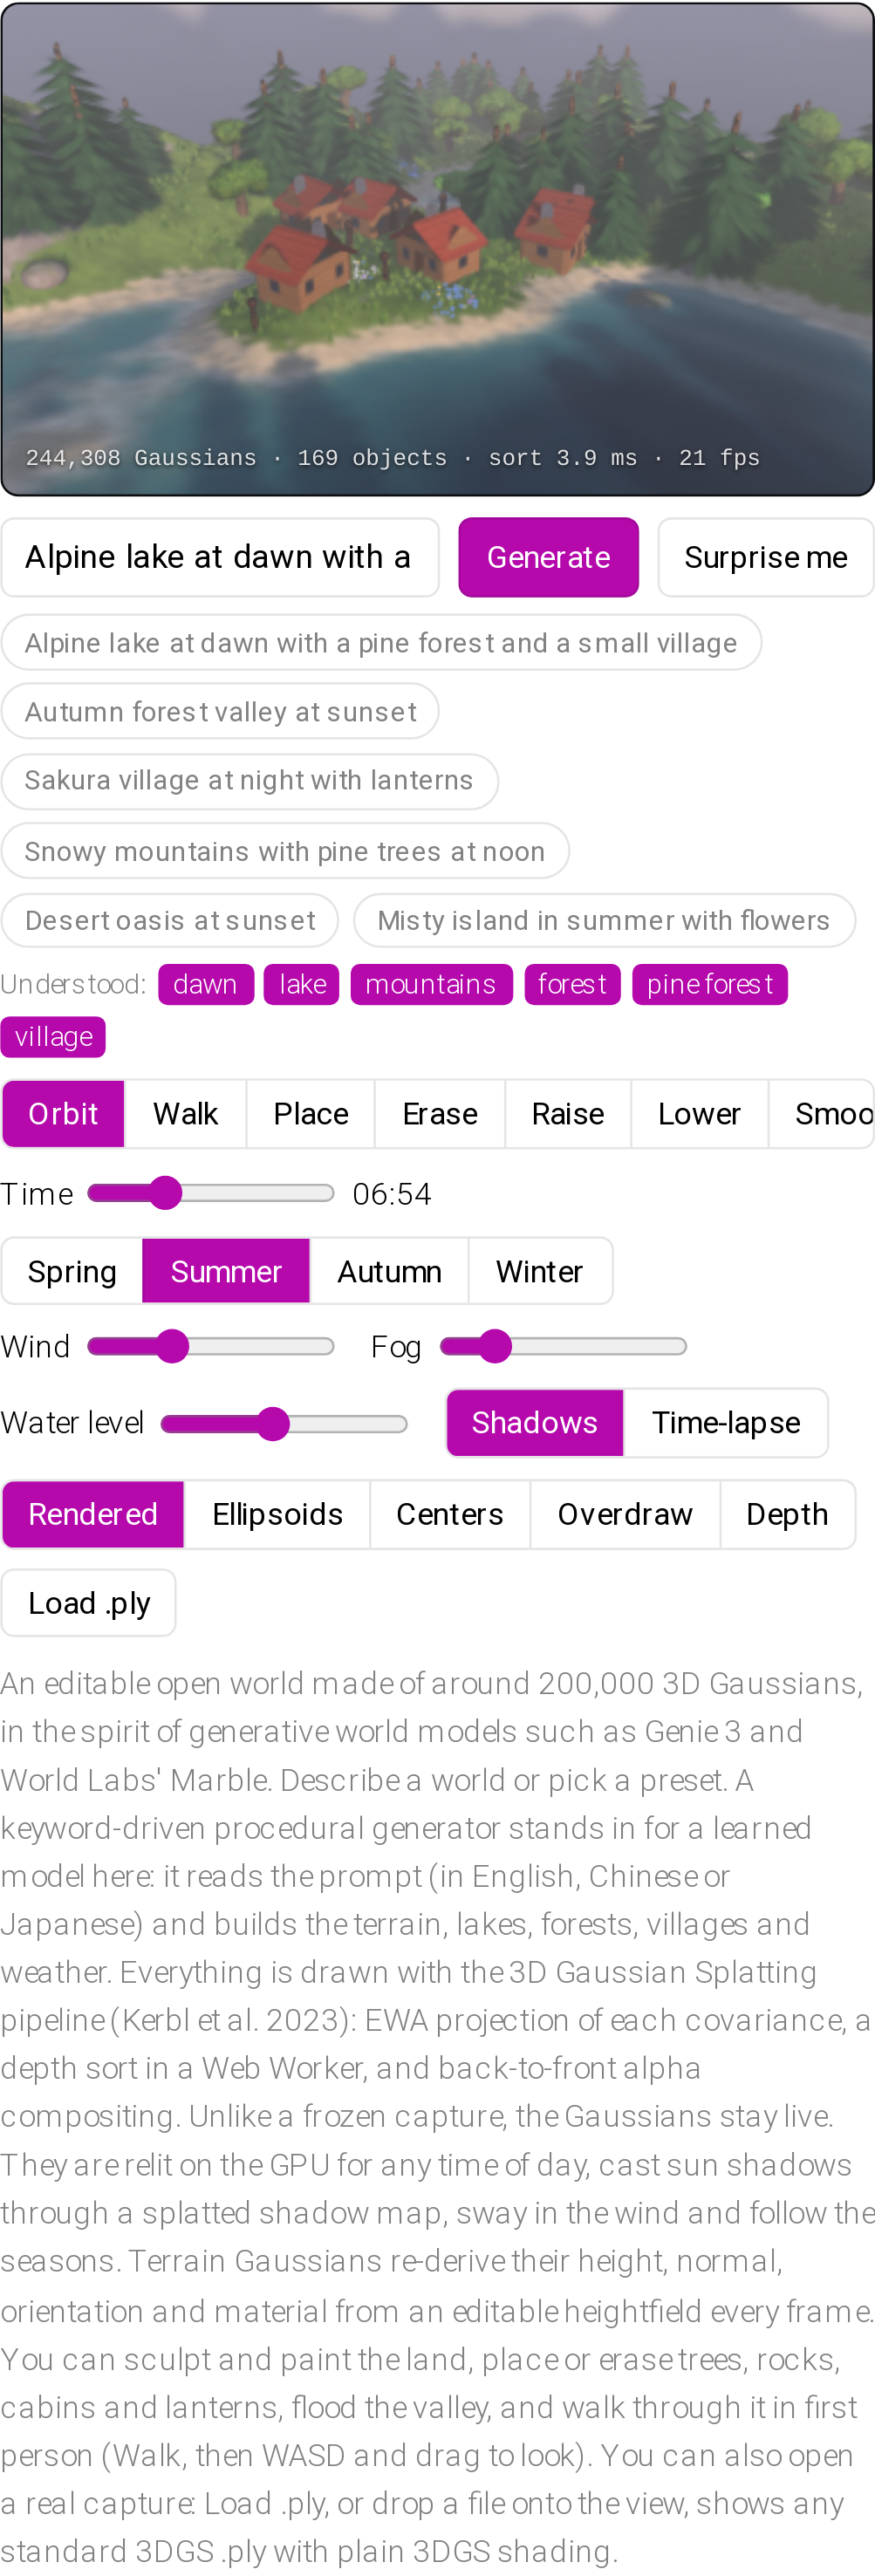 244,308 Gaussians · 169 objects · sort 3.9 ms · 21 fps
Alpine lake at dawn with a
Generate
Surprise me
Alpine lake at dawn with a pine forest and a small village
Autumn forest valley at sunset
Sakura village at night with lanterns
Snowy mountains with pine trees at noon
Desert oasis at sunset
Misty island in summer with flowers
Understood: dawn lake mountains forest pine forest
village
Orbit Walk Place Erase Raise Lower Smoo
Time 06:54
Spring Summer Autumn Winter
Wind Fog
Water level Shadows Time-lapse
Rendered Ellipsoids Centers Overdraw Depth
Load .ply
An editable open world made of around 200,000 3D Gaussians,
in the spirit of generative world models such as Genie 3 and
World Labs' Marble. Describe a world or pick a preset. A
keyword-driven procedural generator stands in for a learned
model here: it reads the prompt (in English, Chinese or
Japanese) and builds the terrain, lakes, forests, villages and
weather. Everything is drawn with the 3D Gaussian Splatting
pipeline (Kerbl et al. 2023): EWA projection of each covariance, a
depth sort in a Web Worker, and back-to-front alpha
compositing. Unlike a frozen capture, the Gaussians stay live.
They are relit on the GPU for any time of day, cast sun shadows
through a splatted shadow map, sway in the wind and follow the
seasons. Terrain Gaussians re-derive their height, normal,
orientation and material from an editable heightfield every frame.
You can sculpt and paint the land, place or erase trees, rocks,
cabins and lanterns, flood the valley, and walk through it in first
person (Walk, then WASD and drag to look). You can also open
a real capture: Load .ply, or drop a file onto the view, shows any
standard 3DGS .ply with plain 3DGS shading.